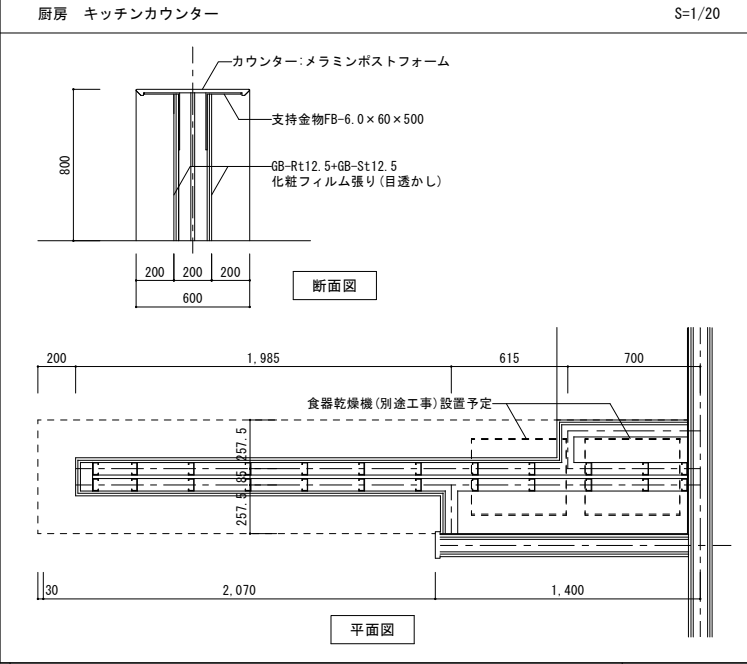 厨房 キッチンカウンター
S=1/20
カウンター:メラミンポストフォーム
支持金物FB-6.0×60×500
800
GB-Rt12.5+GB-St12.5
化粧フィルム張り(目透かし)
200 200 200
600
断面図
200 1,985 615 700
食器乾燥機(別途工事)設置予定
257.5
85
257.5
30 2,070 1,400
平面図